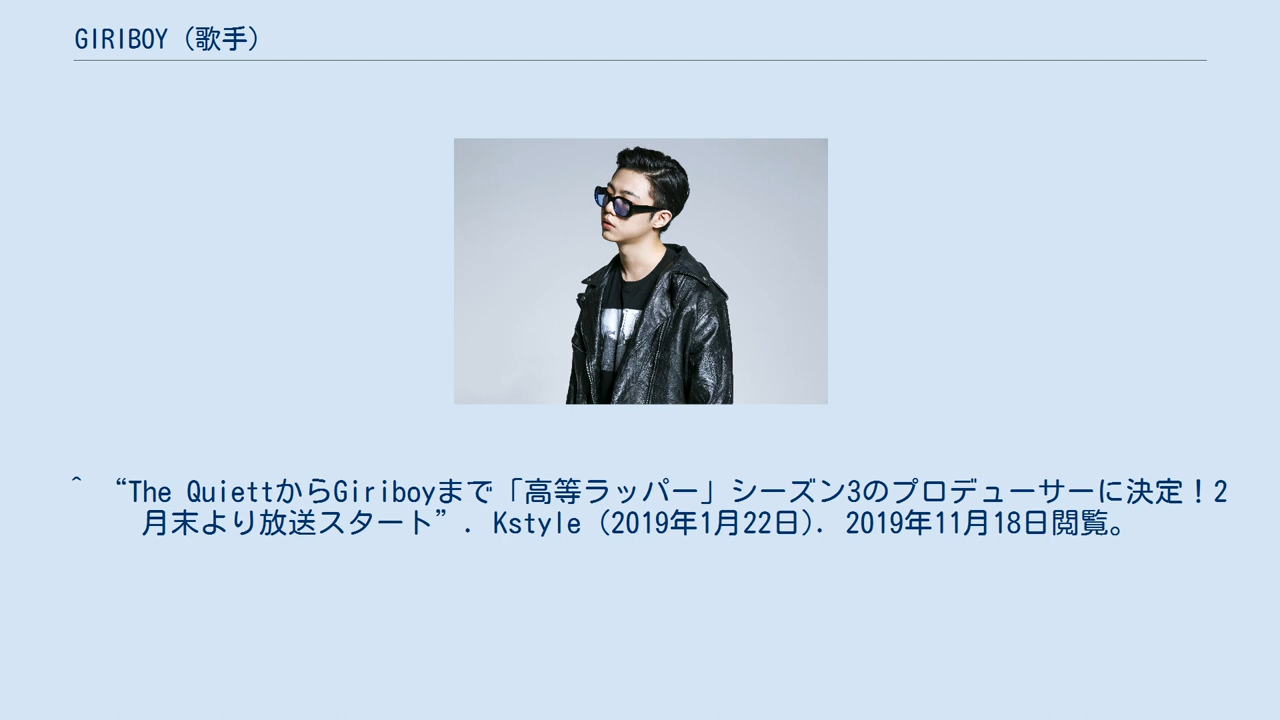 GIRIBOY（歌手）
^ “The QuiettからGiriboyまで「高等ラッパー」シーズン3のプロデューサーに決定！2
月末より放送スタート”. Kstyle (2019年1月22日). 2019年11月18日閲覧。